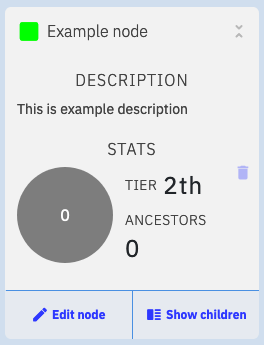 Example node
DESCRIPTION
This is example description
STATS
0
TIER 2th
ANCESTORS
0
Edit node
Show children